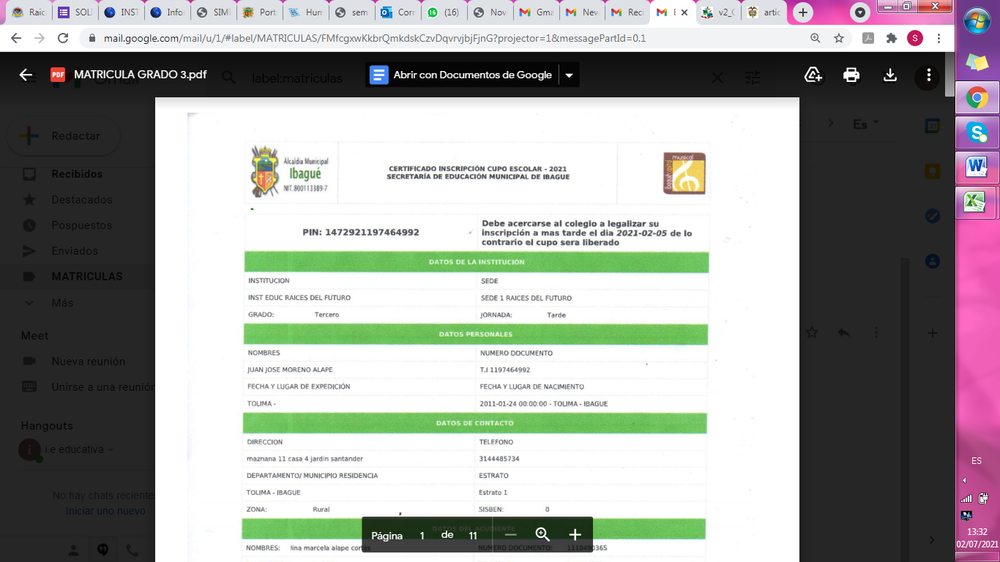 Raic
SOLI
INST
Infor
SIMI
Port
Hum
sem
Corr
(16)
Nov
Gma
New
Reci
E
v2_C
artic
mail.google.com/mail/u/1/#label/MATRICULAS/FMfcgxwKkbrQmkdskCzvDqvrvjbjFjnG?projector=1&messagePartId=0.1
MATRICULA GRADO 3.pdf
label:matriculas
Abrir con Documentos de Google
Redactar
Recibidos
Destacados
Pospuestos
Enviados
MATRICULAS
Más
Meet
Nueva reunión
Unirse a una reunión
Hangouts
i.e educativa
No hay chats recientes
Iniciar uno nuevo
Es
Alcaldía Municipal
Ibagué
NIT.800113389-7
CERTIFICADO INSCRIPCIÓN CUPO ESCOLAR - 2021
SECRETARÍA DE EDUCACIÓN MUNICIPAL DE IBAGUE
musical
ibagué capital
PIN: 1472921197464992
Debe acercarse al colegio a legalizar su
inscripción a mas tarde el dia 2021-02-05 de lo
contrario el cupo sera liberado
DATOS DE LA INSTITUCIÓN
INSTITUCION SEDE
INST EDUC RAICES DEL FUTURO SEDE 1 RAICES DEL FUTURO
GRADO: Tercero JORNADA: Tarde
DATOS PERSONALES
NOMBRES NUMERO DOCUMENTO
JUAN JOSE MORENO ALAPE T.I 1197464992
FECHA Y LUGAR DE EXPEDICIÓN FECHA Y LUGAR DE NACIMIENTO
TOLIMA - 2011-01-24 00:00:00 - TOLIMA - IBAGUE
DATOS DE CONTACTO
DIRECCION TELEFONO
maznana 11 casa 4 jardin santander 3144485734
DEPARTAMENTO/ MUNICIPIO RESIDENCIA ESTRATO
TOLIMA - IBAGUE Estrato 1
ZONA: Rural SISBEN: 0
DATOS DEL ACUDIENTE
Página 1 de 11
NOMBRES: lina marcela alape cortes NUMERO DOCUMENTO: 1110490365
ES
13:32
02/07/2021